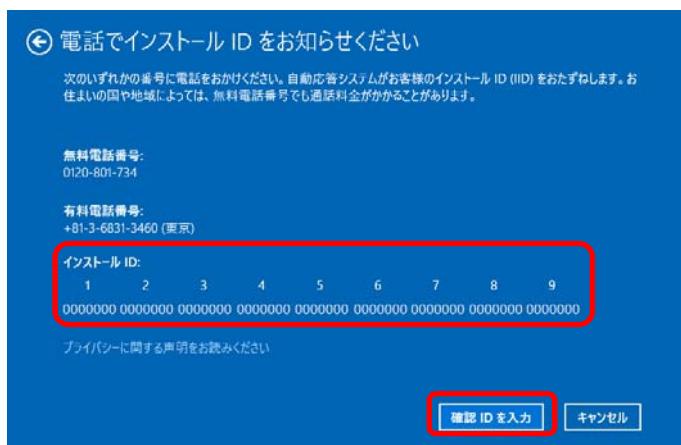 電話でインストール ID をお知らせください
次のいずれかの番号に電話をおかけください。自動応答システムがお客様のインストール ID (IID) をおたずねします。お
住まいの国や地域によっては、無料電話番号でも通話料金がかかることがあります。
無料電話番号:
0120-801-734
有料電話番号:
+81-3-6831-3460 (東京)
インストール ID:
1 2 3 4 5 6 7 8 9
0000000 0000000 0000000 0000000 0000000 0000000 0000000 0000000 0000000
プライバシーに関する声明をお読みください
確認 ID を入力 キャンセル